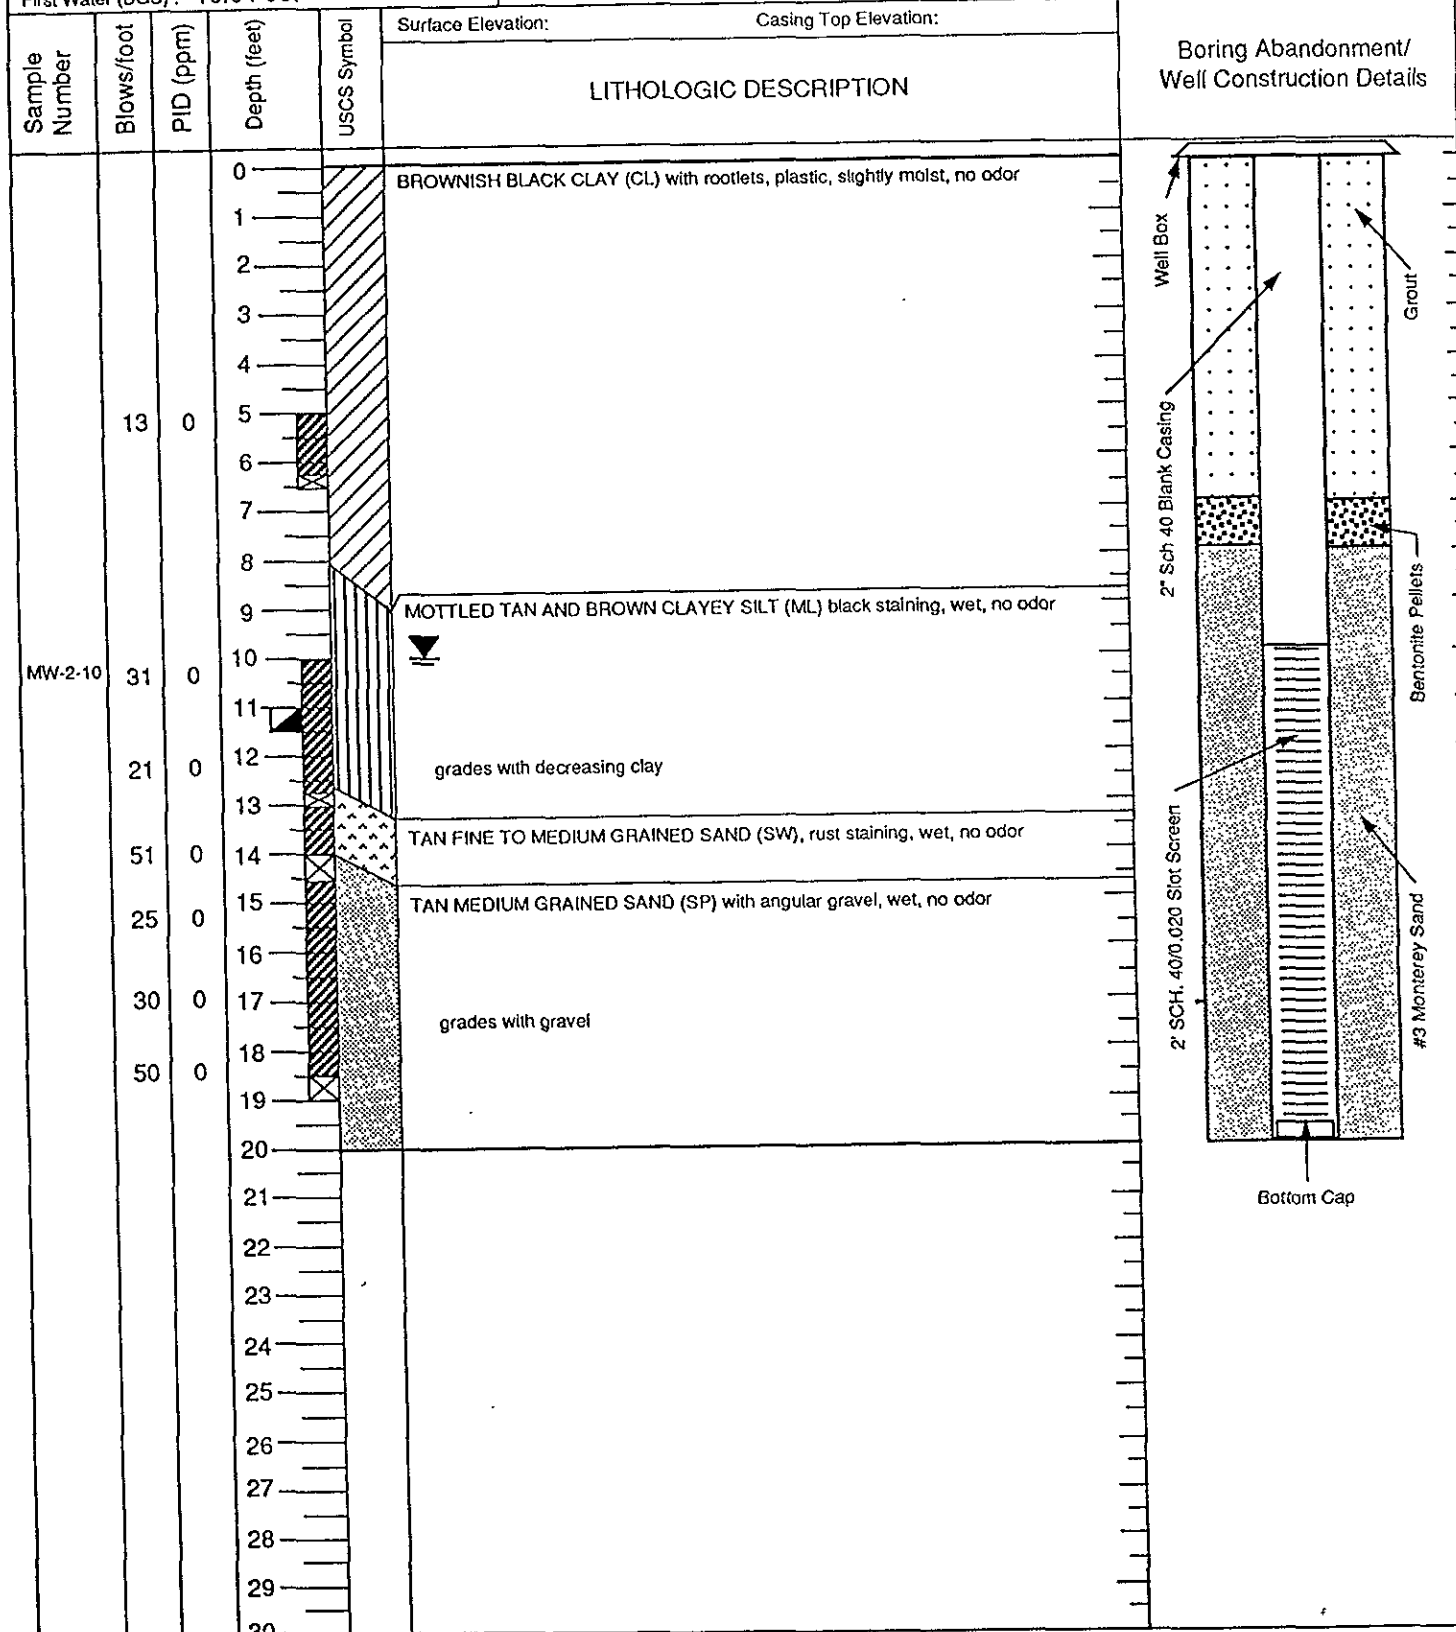 First Water (BGS) :
Surface Elevation: Casing Top Elevation:
Sample Number
Blows/foot
PID (ppm)
Depth (feet)
USCS Symbol
LITHOLOGIC DESCRIPTION
Boring Abandonment/
Well Construction Details
0
BROWNISH BLACK CLAY (CL) with rootlets, plastic, slightly moist, no odor
1
2
3
4
13 0 5
6
7
8
9
MOTTLED TAN AND BROWN CLAYEY SILT (ML) black staining, wet, no odor
10
MW-2-10 31 0
11
12
21 0
grades with decreasing clay
13
TAN FINE TO MEDIUM GRAINED SAND (SW), rust staining, wet, no odor
51 0 14
15
TAN MEDIUM GRAINED SAND (SP) with angular gravel, wet, no odor
25 0
16
30 0 17
grades with gravel
18
50 0
19
20
21
22
23
24
25
26
27
28
29
30
Well Box
Grout
2" Sch 40 Blank Casing
Bentonite Pellets
2' SCH. 40/0.020 Slot Screen
#3 Monterey Sand
Bottom Cap